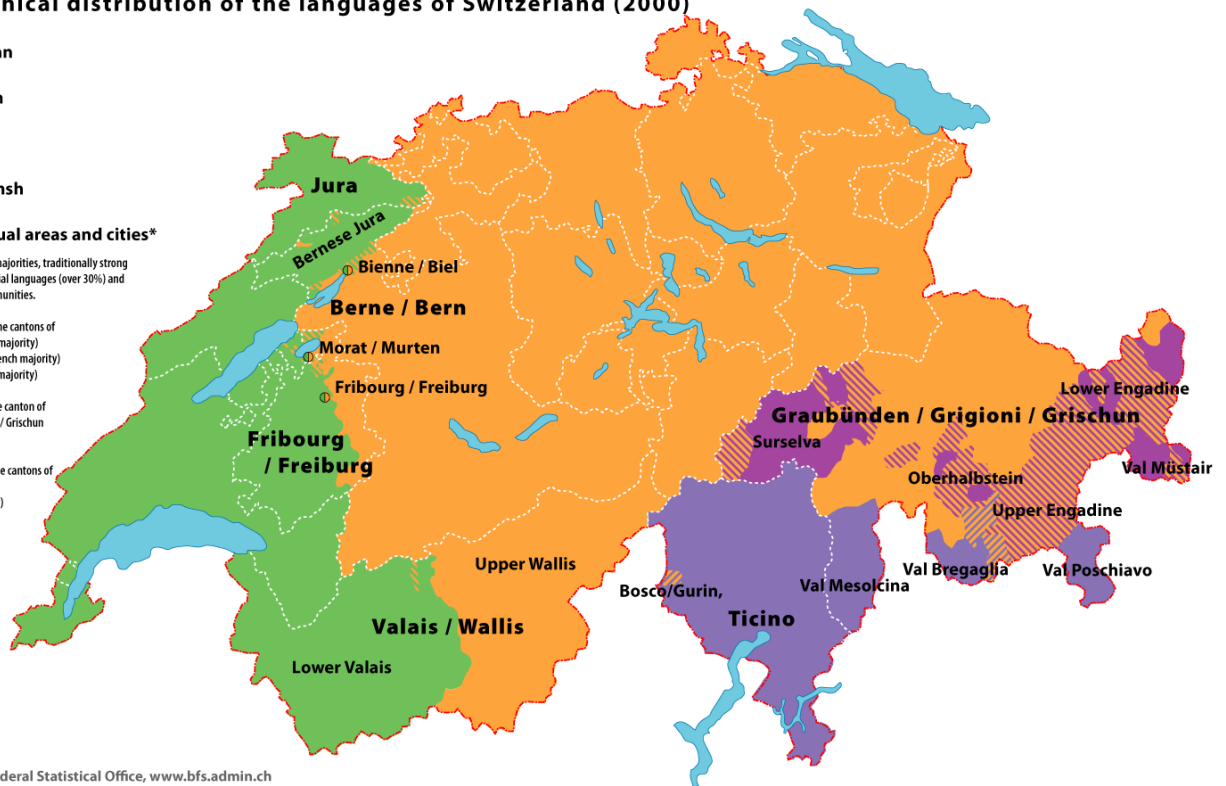 nical distribution of the languages of Switzerland (2000)
an
n
nsh
ual areas and cities*
majorities, traditionally strong
ial languages (over 30%) and
munities.
he cantons of
majority)
ench majority)
majority)
e canton of
/ Grischun
e cantons of
)
Jura
Bernese Jura
Bienne / Biel
Berne / Bern
Morat / Murten
Fribourg / Freiburg
Fribourg
/ Freiburg
Lower Engadine
Graubünden / Grigioni / Grischun
Surselva
Val Müstair
Oberhalbstein
Upper Engadine
Upper Wallis
Val Bregaglia
Val Poschiavo
Bosco/Gurin,
Val Mesolcina
Ticino
Valais / Wallis
Lower Valais
deral Statistical Office, www.bfs.admin.ch